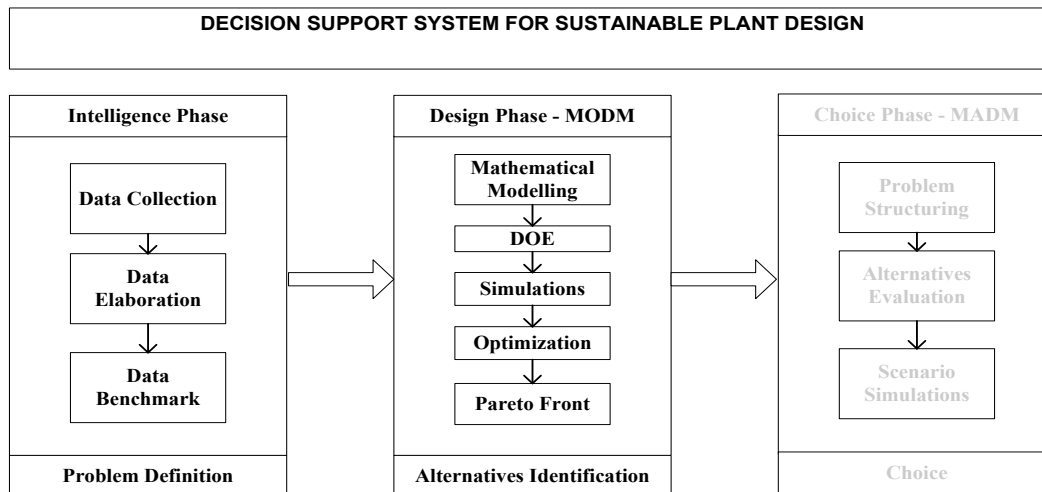 DECISION SUPPORT SYSTEM FOR SUSTAINABLE PLANT DESIGN
Intelligence Phase
Data Collection
Data
Elaboration
Data
Benchmark
Problem Definition
Design Phase - MODM
Mathematical
Modelling
DOE
Simulations
Optimization
Pareto Front
Alternatives Identification
Choice Phase - MADM
Problem
Structuring
Alternatives
Evaluation
Scenario
Simulations
Choice